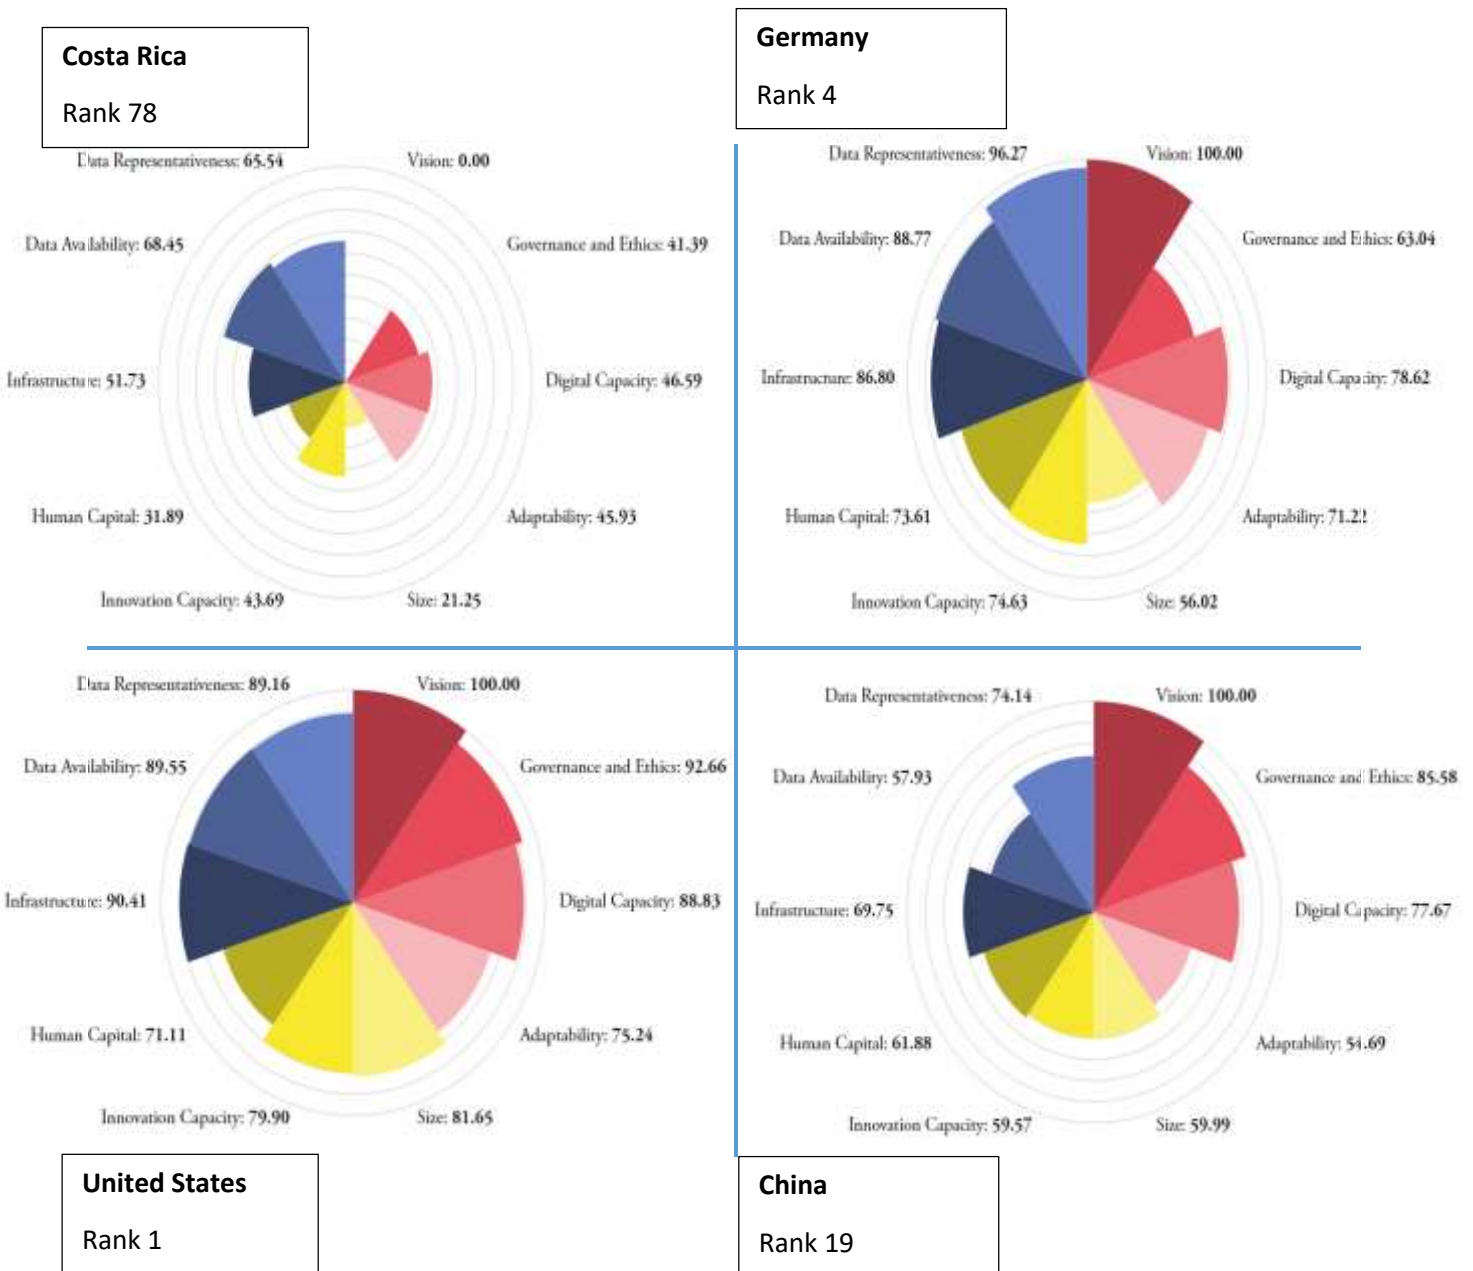 Costa Rica
Rank 78
Data Representativeness: 65.54
Vision: 0.00
Data Availability: 68.45
Governance and Ethics: 41.39
Infrastructure: 51.73
Digital Capacity: 46.59
Human Capital: 31.89
Adaptability: 45.93
Innovation Capacity: 43.69
Size: 21.25
Germany
Rank 4
Data Representativeness: 96.27
Vision: 100.00
Data Availability: 88.77
Governance and Ethics: 63.04
Infrastructure: 86.80
Digital Capacity: 78.62
Human Capital: 73.61
Adaptability: 71.22
Innovation Capacity: 74.63
Size: 56.02
Data Representativeness: 89.16
Vision: 100.00
Data Availability: 89.55
Governance and Ethics: 92.66
Infrastructure: 90.41
Digital Capacity: 88.83
Human Capital: 71.11
Adaptability: 75.24
Innovation Capacity: 79.90
Size: 81.65
United States
Rank 1
Data Representativeness: 74.14
Vision: 100.00
Data Availability: 57.93
Governance and Ethics: 85.58
Infrastructure: 69.75
Digital Capacity: 77.67
Human Capital: 61.88
Adaptability: 54.69
Innovation Capacity: 59.57
Size: 59.99
China
Rank 19